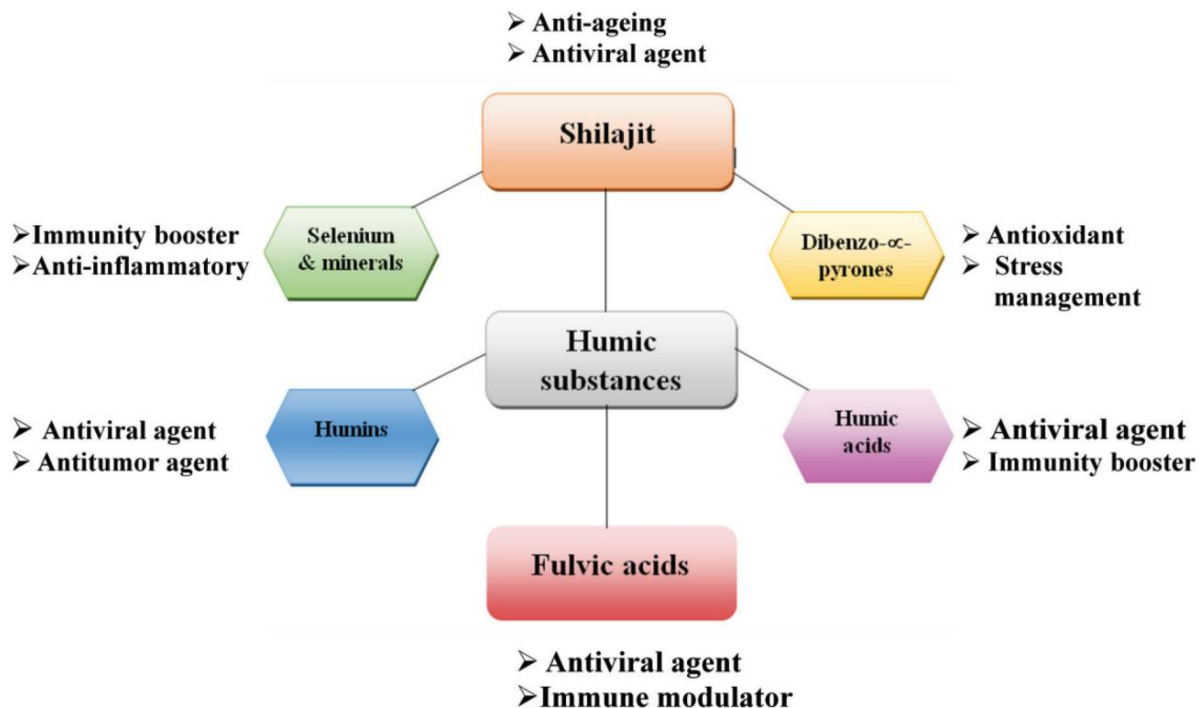 ➢ Anti-ageing
➢ Antiviral agent
Shilajit
➢Immunity booster
➢Anti-inflammatory
Selenium
& minerals
Dibenzo-∝-
pyrones
➢ Antioxidant
➢ Stress
management
Humic
substances
➢ Antiviral agent
➢ Antitumor agent
Humins
Humic
acids
➢ Antiviral agent
➢ Immunity booster
Fulvic acids
➢ Antiviral agent
➢Immune modulator